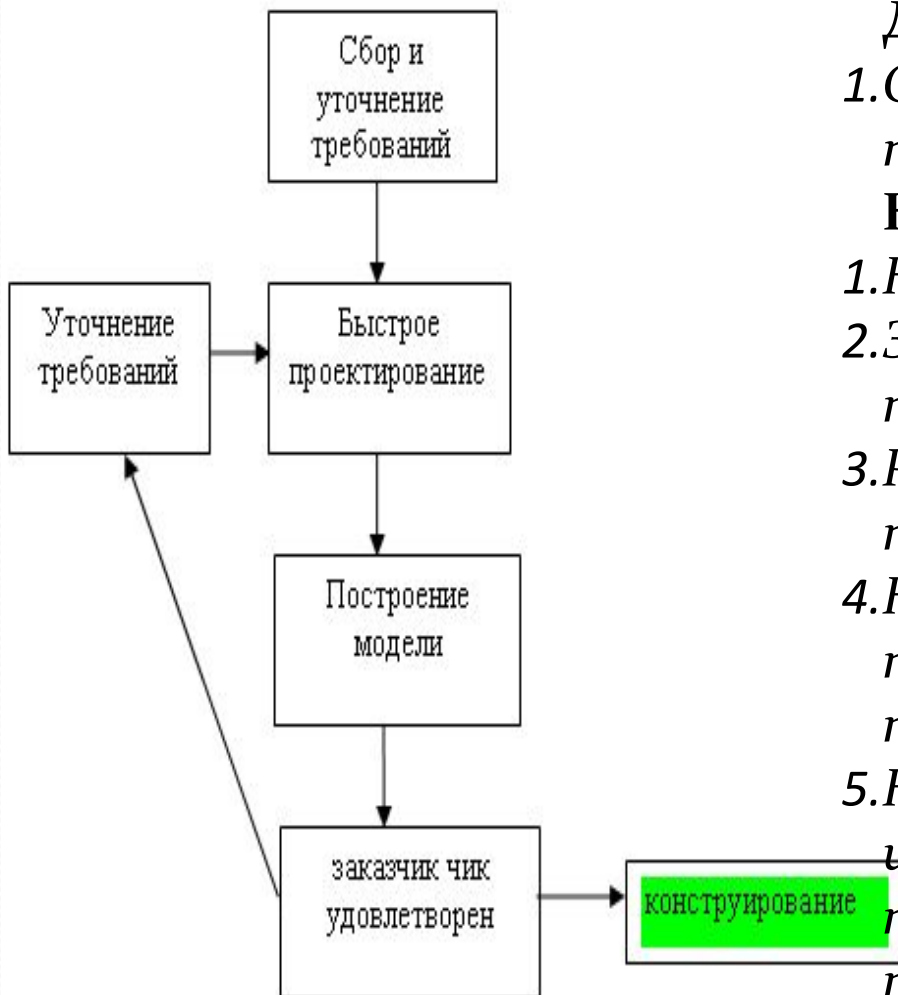 Сбор и
уточнение
требований
Уточнение
требований
Быстрое
проектирование
Построение
модели
заказчик чик
удовлетворен
конструирование
1.
1.
2.
3.
4.
5.